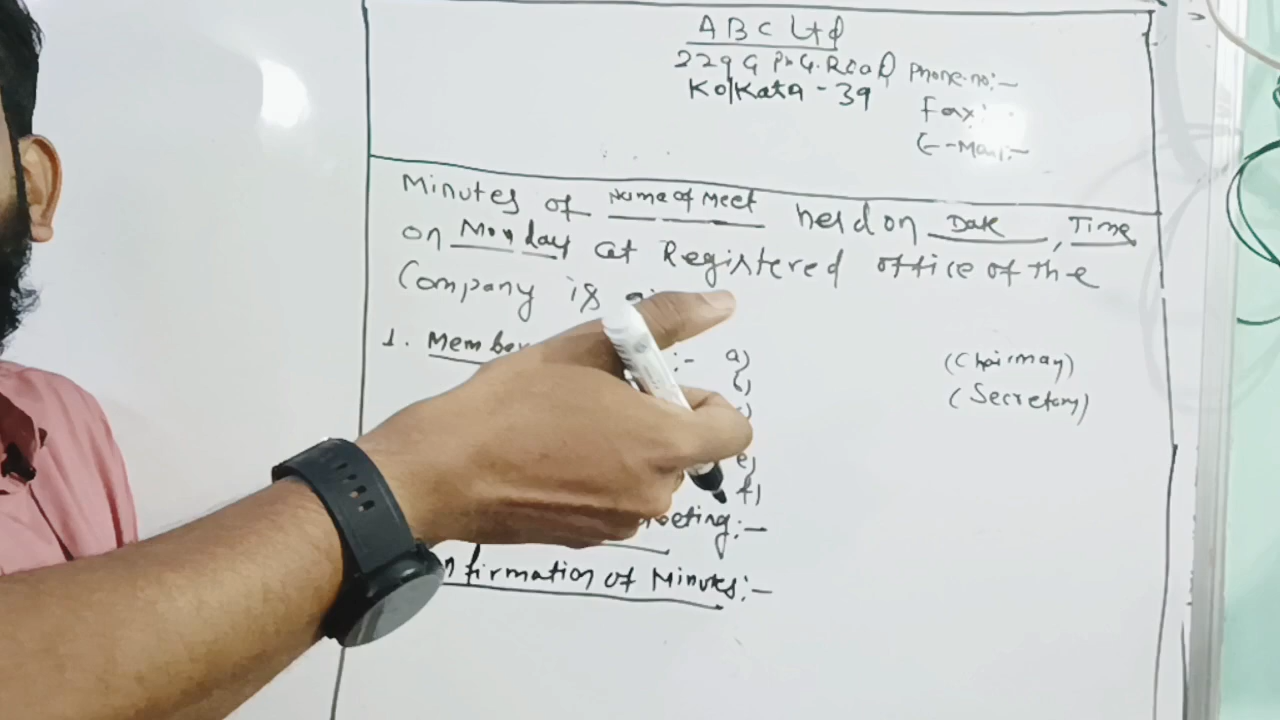 ABC Ltd
229 G P.G. Road
Kolkata - 39
Phone.no:-
Fax:
E-Mail:-
Minutes of Name of Meet held on Date, Time
on Monday at Registered office of the
Company is
1. Member :- a) (Chairman)
b) (Secretary)
c)
e)
f)
meeting:-
nfirmation of Minutes:-